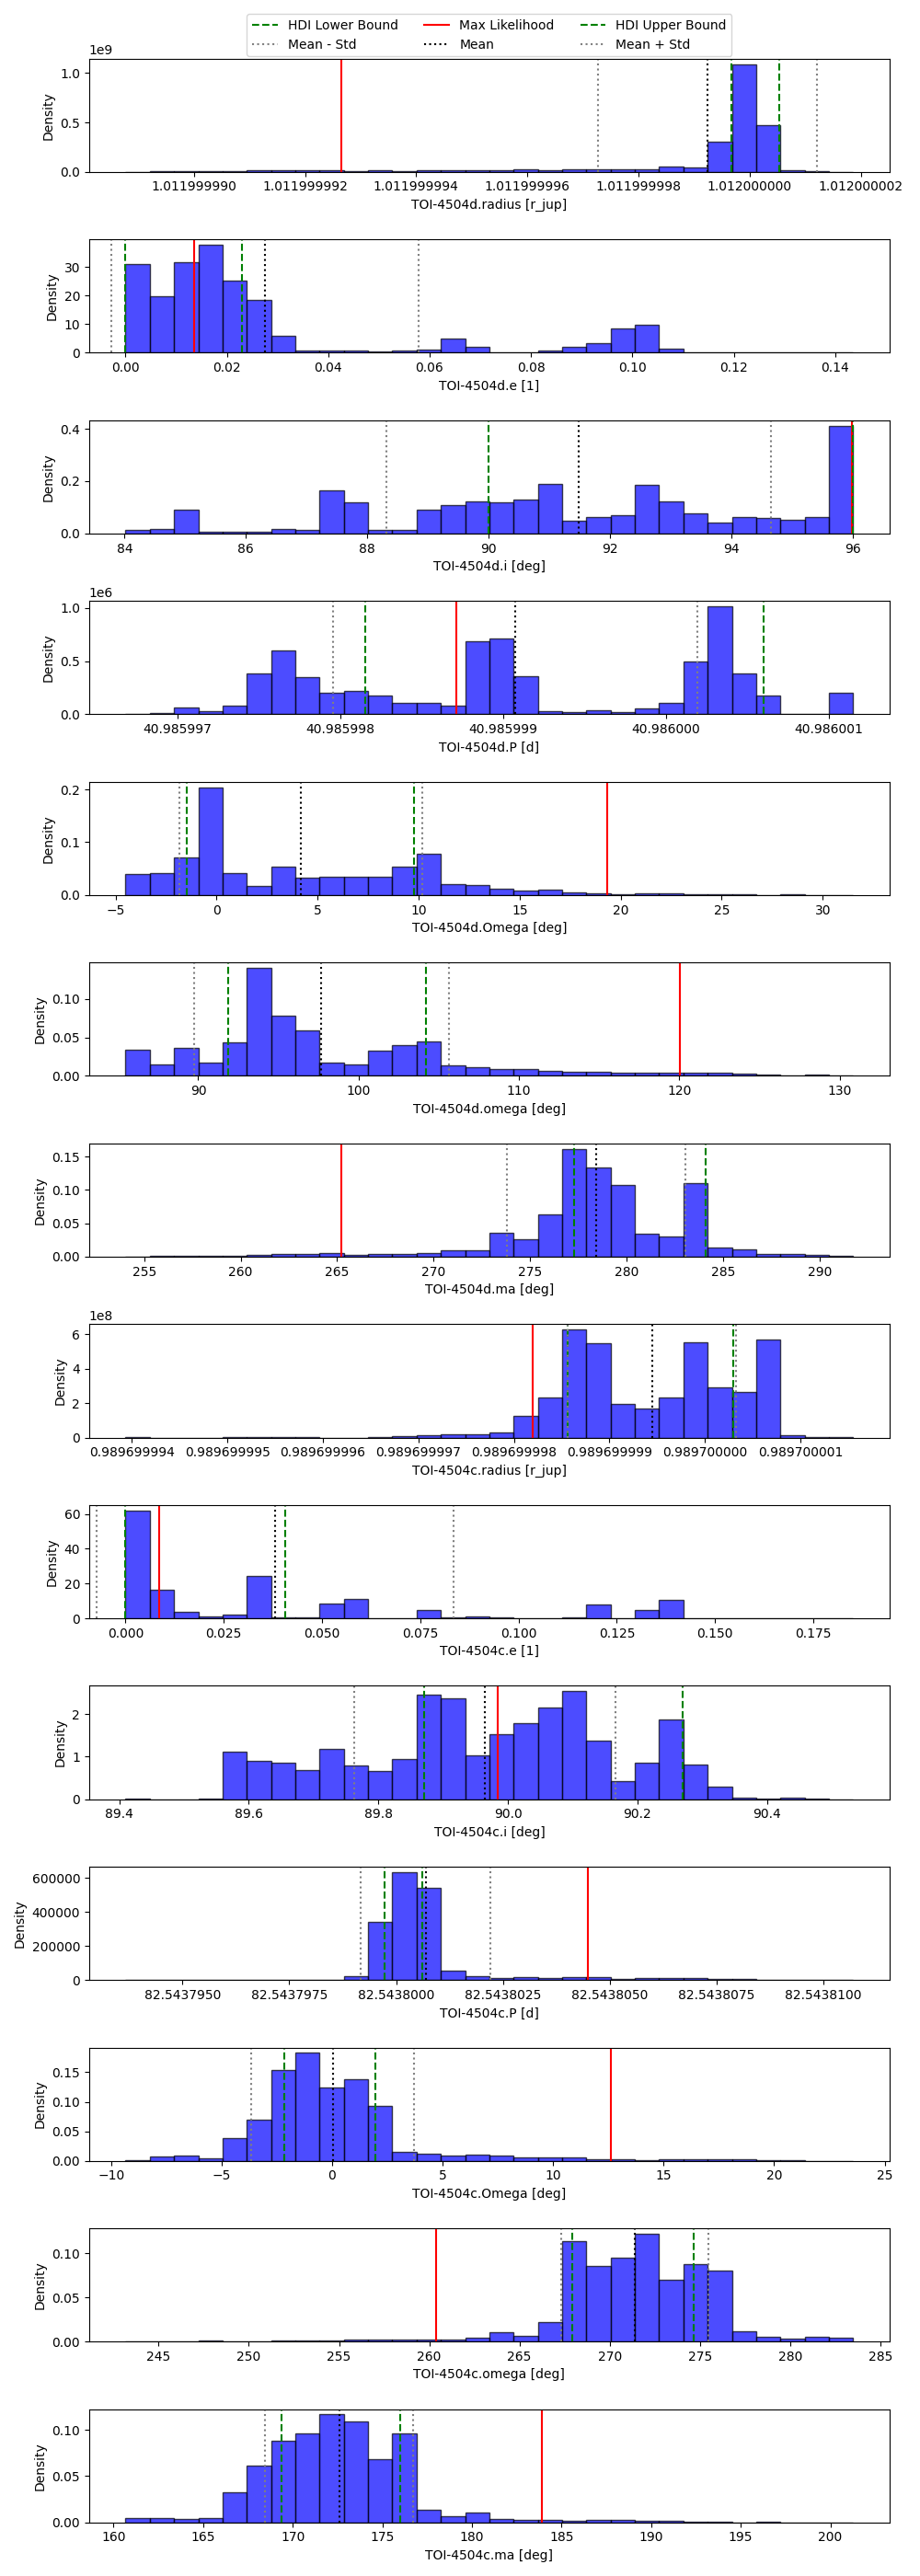 HDI Lower Bound Max Likelihood HDI Upper Bound
Mean - Std Mean Mean + Std
1e9
Density
1.0
0.5
0.0
1.011999990 1.011999992 1.011999994 1.011999996 1.011999998 1.012000000 1.012000002
TOI-4504d.radius [r_jup]
Density
30
20
10
0
0.00 0.02 0.04 0.06 0.08 0.10 0.12 0.14
TOI-4504d.e [1]
Density
0.4
0.2
0.0
84 86 88 90 92 94 96
TOI-4504d.i [deg]
1e6
Density
1.0
0.5
0.0
40.985997 40.985998 40.985999 40.986000 40.986001
TOI-4504d.P [d]
Density
0.2
0.1
0.0
−5 0 5 10 15 20 25 30
TOI-4504d.Omega [deg]
Density
0.10
0.05
0.00
90 100 110 120 130
TOI-4504d.omega [deg]
Density
0.15
0.10
0.05
0.00
255 260 265 270 275 280 285 290
TOI-4504d.ma [deg]
1e8
Density
6
4
2
0
0.989699994 0.989699995 0.989699996 0.989699997 0.989699998 0.989699999 0.989700000 0.989700001
TOI-4504c.radius [r_jup]
Density
60
40
20
0
0.000 0.025 0.050 0.075 0.100 0.125 0.150 0.175
TOI-4504c.e [1]
Density
2
1
0
89.4 89.6 89.8 90.0 90.2 90.4
TOI-4504c.i [deg]
Density
600000
400000
200000
0
82.5437950 82.5437975 82.5438000 82.5438025 82.5438050 82.5438075 82.5438100
TOI-4504c.P [d]
Density
0.15
0.10
0.05
0.00
−10 −5 0 5 10 15 20 25
TOI-4504c.Omega [deg]
Density
0.10
0.05
0.00
245 250 255 260 265 270 275 280 285
TOI-4504c.omega [deg]
Density
0.10
0.05
0.00
160 165 170 175 180 185 190 195 200
TOI-4504c.ma [deg]